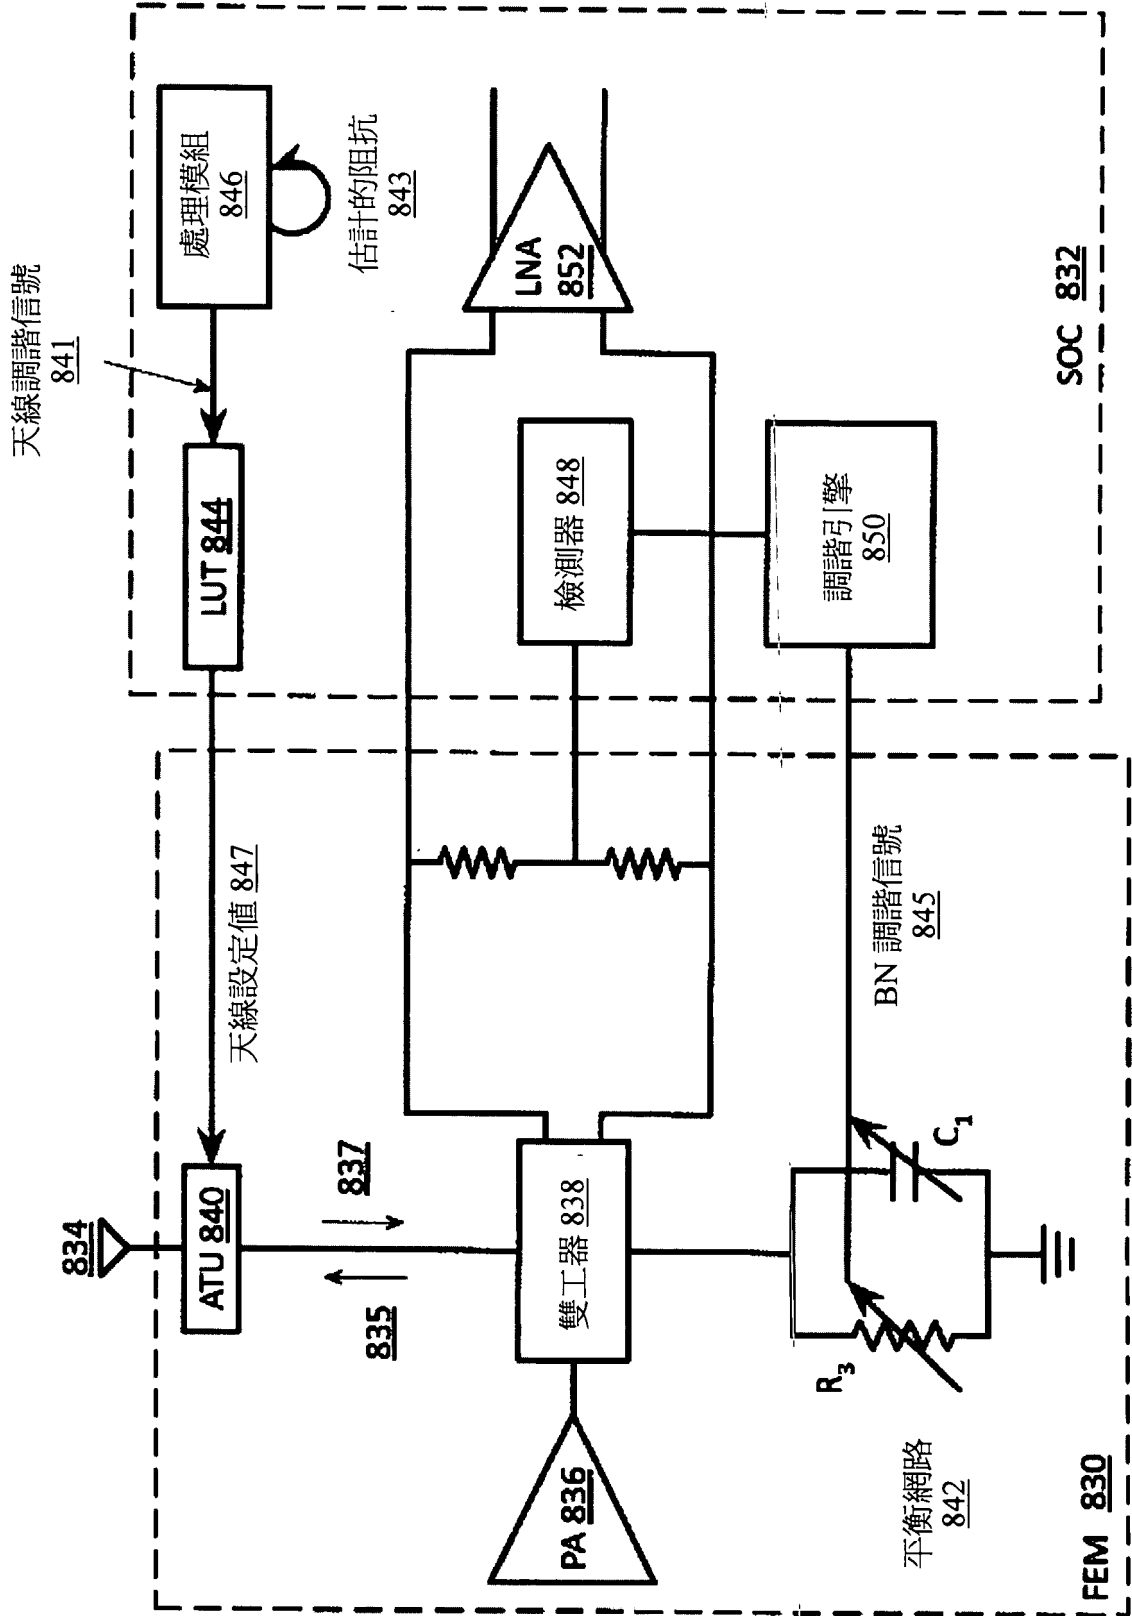 834
ATU 840
天線設定值 847
LUT 844
天線調諧信號
841
處理模組
846
估計的阻抗
843
835
837
PA 836
雙工器 838
檢測器 848
LNA
852
R3
C1
平衡網路
842
BN 調諧信號
845
調諧引擎
850
FEM 830
SOC 832